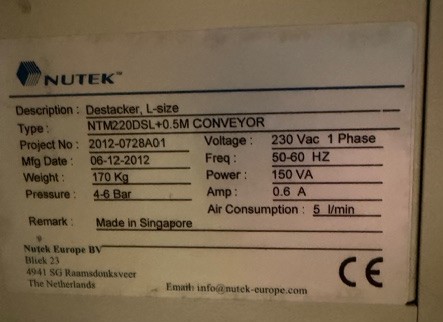 NUTEK™
Description : Destacker, L-size
Type : NTM220DSL+0.5M CONVEYOR
Project No : 2012-0728A01 Voltage : 230 Vac 1 Phase
Mfg Date : 06-12-2012 Freq : 50-60 HZ
Weight : 170 Kg Power : 150 VA
Pressure : 4-6 Bar Amp : 0.6 A
Air Consumption : 5 l/min
Remark : Made in Singapore
Nutek Europe BV
Bliek 23
4941 SG Raamsdonksveer
The Netherlands Email: info@nutek-europe.com
CE